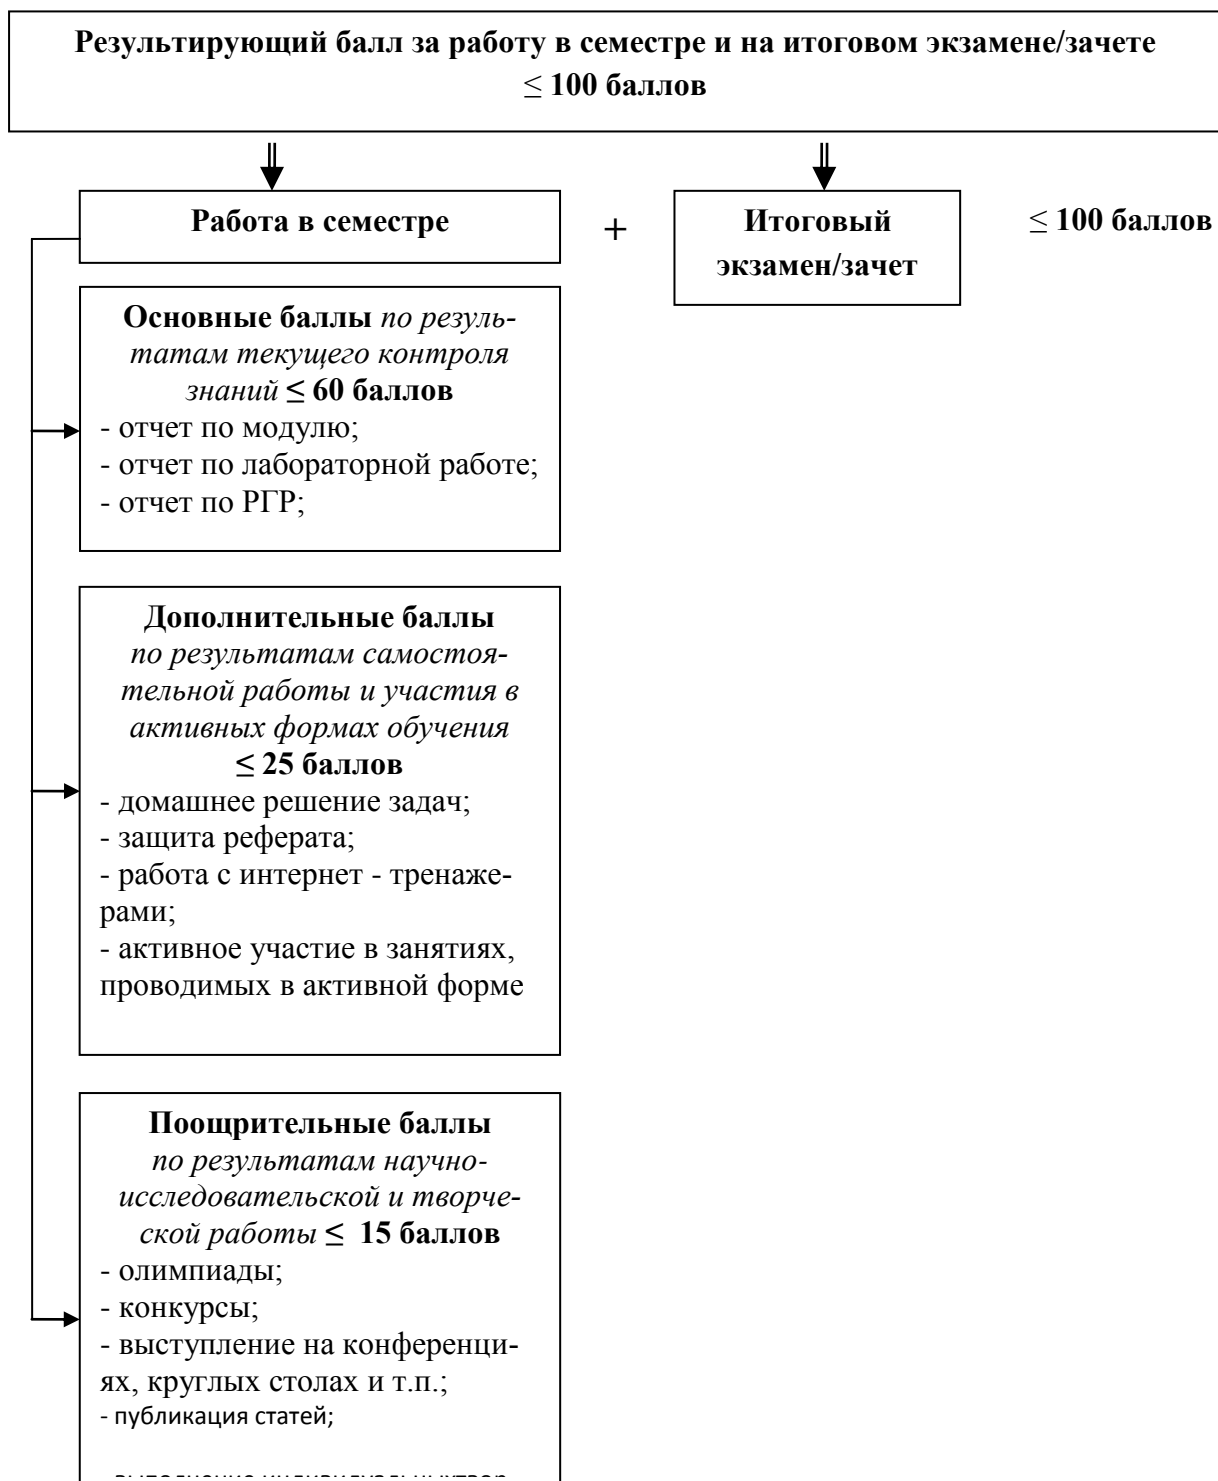 Результирующий балл за работу в семестре и на итоговом экзамене/зачете
≤ 100 баллов
Работа в семестре
+
Итоговый
экзамен/зачет
≤ 100 баллов
Основные баллы по резуль-
татам текущего контроля
знаний ≤ 60 баллов
- отчет по модулю;
- отчет по лабораторной работе;
- отчет по РГР;
Дополнительные баллы
по результатам самостоя-
тельной работы и участия в
активных формах обучения
≤ 25 баллов
- домашнее решение задач;
- защита реферата;
- работа с интернет - тренаже-
рами;
- активное участие в занятиях,
проводимых в активной форме
Поощрительные баллы
по результатам научно-
исследовательской и творче-
ской работы ≤ 15 баллов
- олимпиады;
- конкурсы;
- выступление на конференци-
ях, круглых столах и т.п.;
- публикация статей;